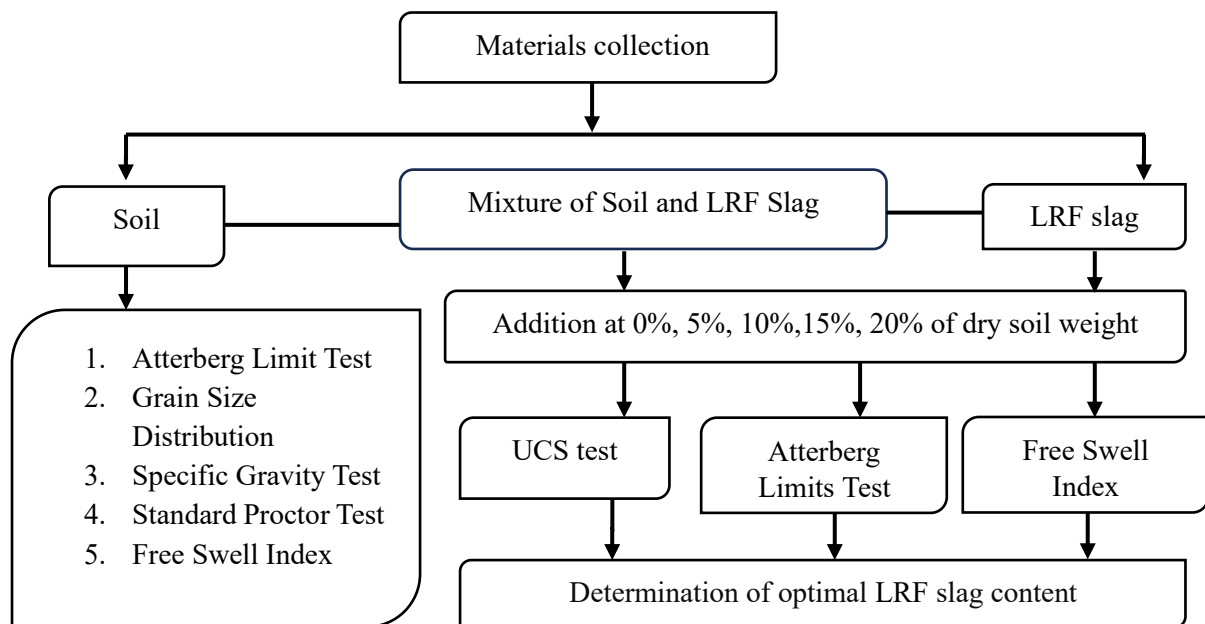 Materials collection
Soil
Mixture of Soil and LRF Slag
LRF slag
Addition at 0%, 5%, 10%,15%, 20% of dry soil weight
1. Atterberg Limit Test
2. Grain Size
Distribution
3. Specific Gravity Test
4. Standard Proctor Test
5. Free Swell Index
UCS test
Atterberg
Limits Test
Free Swell
Index
Determination of optimal LRF slag content